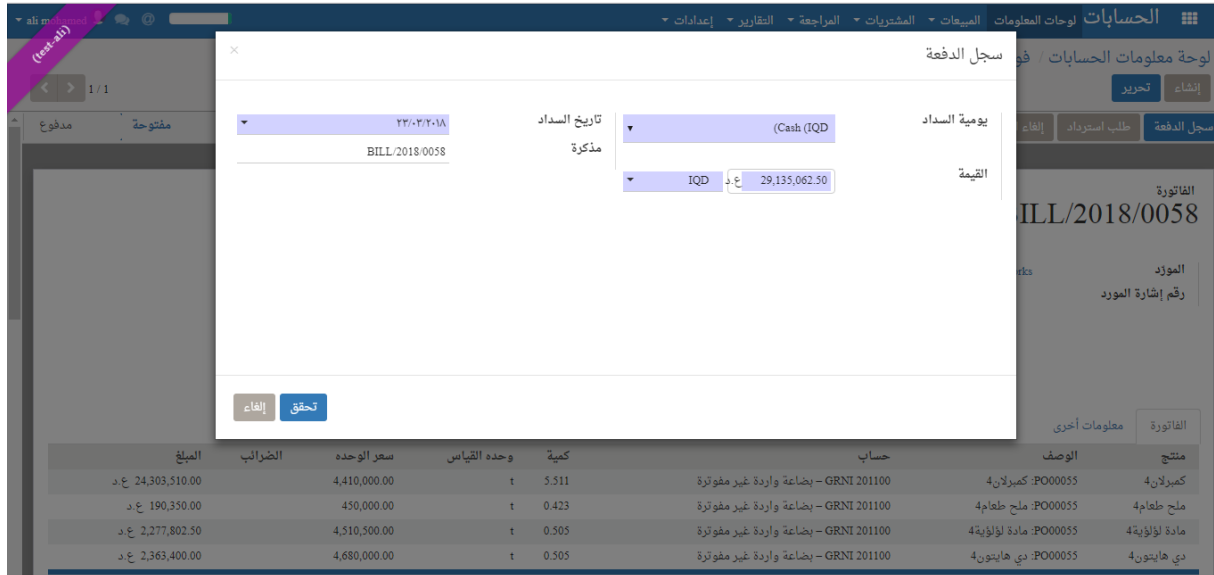 الحسابات لوحات المعلومات المبيعات المشتريات المراجعة التقارير إعدادات
@ ali mohamed
(test-ali)
لوحة معلومات الحسابات / فو
إنشاء تحرير
1 / 1
سجل الدفعة طلب استرداد إلغاء
مفتوحة مدفوع
سجل الدفعة ×
يومية السداد Cash (IQD)
تاريخ السداد ٢٣/٠٣/٢٠١٨
مذكرة BILL/2018/0058
القيمة 29,135,062.50 ع.د IQD
تحقق إلغاء
الفاتورة
BILL/2018/0058
المورّد rks
رقم إشارة المورد
الفاتورة معلومات أخرى
منتج الوصف حساب كمية وحده القياس سعر الوحده الضرائب المبلغ
كمبرلان4 PO00055: كمبرلان4 201100 GRNI – بضاعة واردة غير مفوترة 5.511 t 4,410,000.00 24,303,510.00 ع.د
ملح طعام4 PO00055: ملح طعام4 201100 GRNI – بضاعة واردة غير مفوترة 0.423 t 450,000.00 190,350.00 ع.د
مادة لؤلؤية4 PO00055: مادة لؤلؤية4 201100 GRNI – بضاعة واردة غير مفوترة 0.505 t 4,510,500.00 2,277,802.50 ع.د
دي هايتون4 PO00055: دي هايتون4 201100 GRNI – بضاعة واردة غير مفوترة 0.505 t 4,680,000.00 2,363,400.00 ع.د